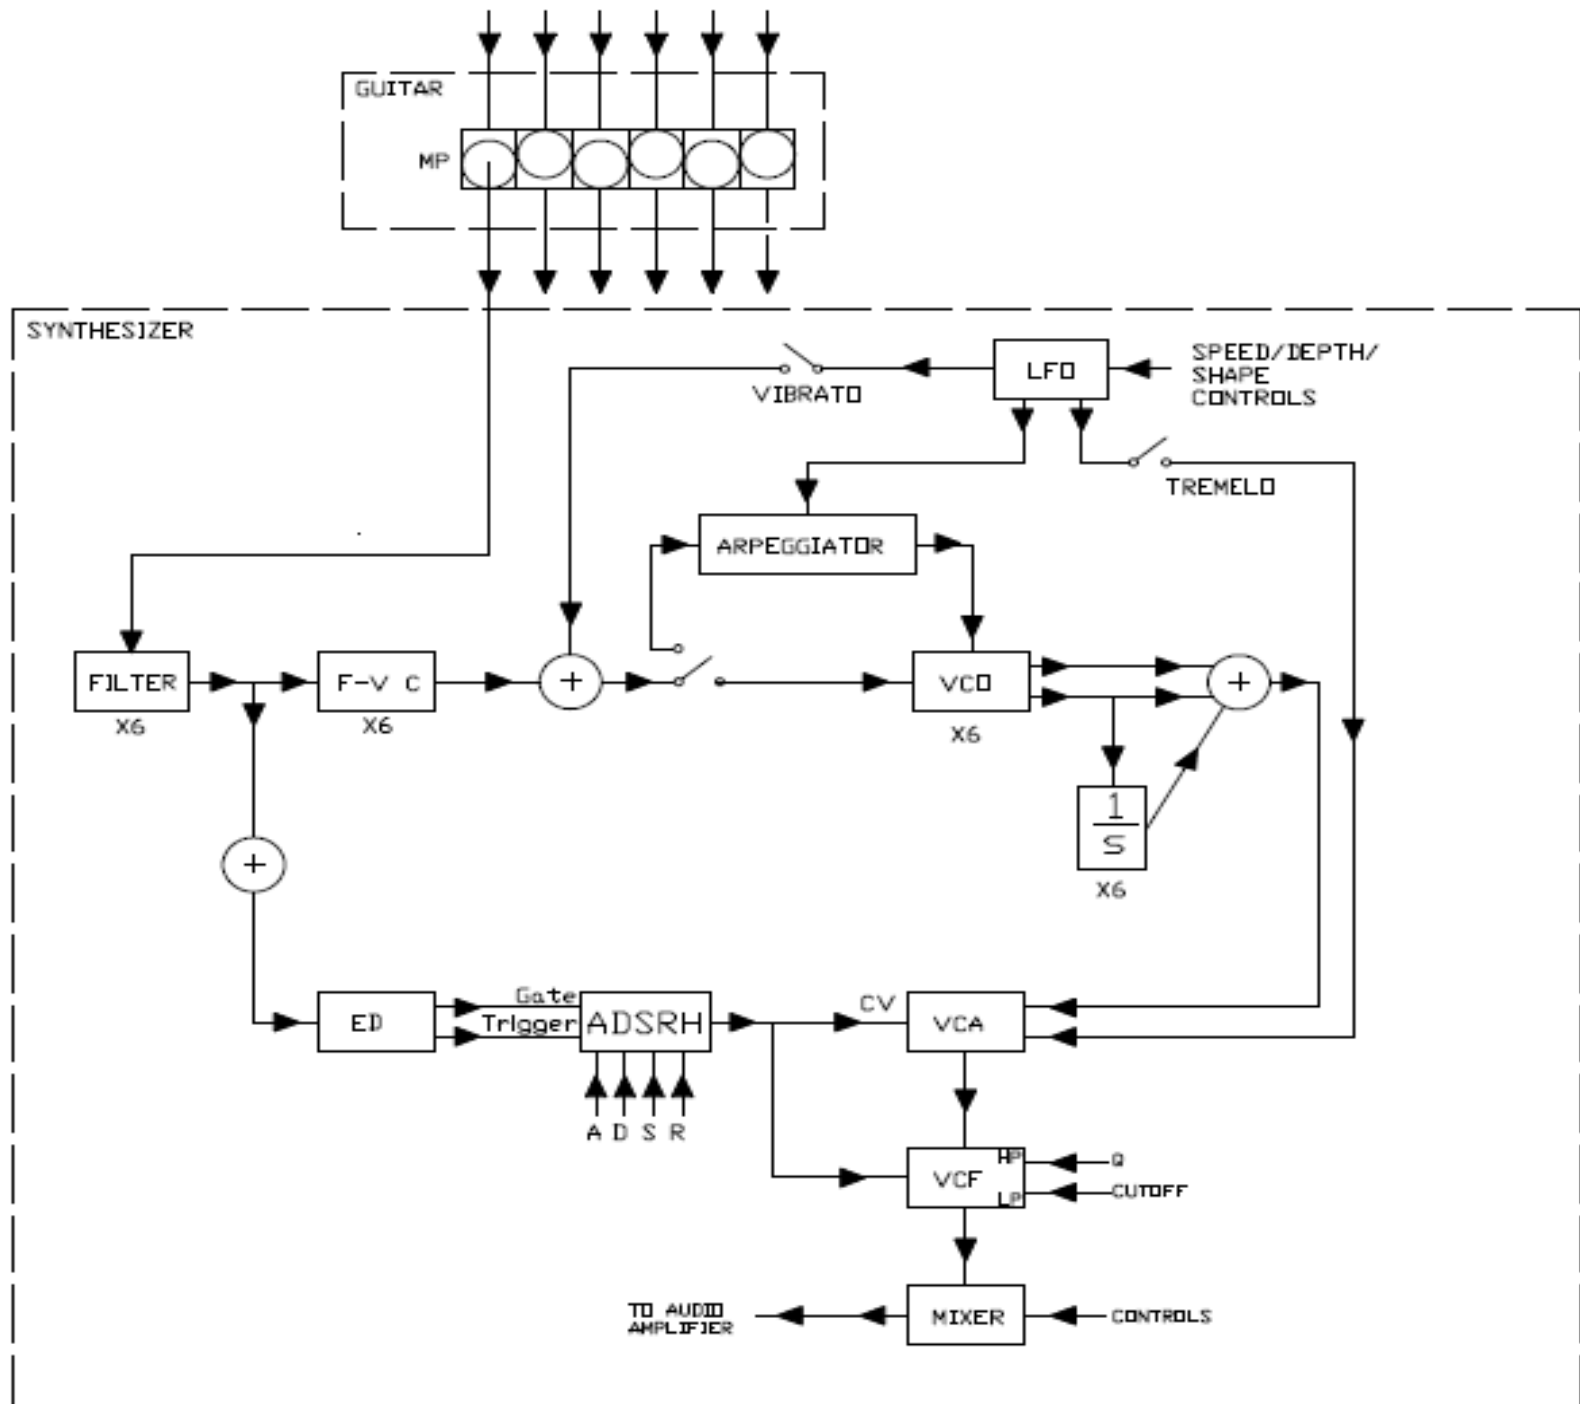 GUITAR
MP
SYNTHESIZER
LFO
SPEED/DEPTH/
SHAPE
CONTROLS
VIBRATO
TREMELO
ARPEGGIATOR
FILTER
X6
F-V C
X6
+
VCO
X6
+
1
S
X6
+
ED
Gate
Trigger
ADSRH
A D S R
CV
VCA
VCF
HP
LP
Q
CUTOFF
TO AUDIO
AMPLIFIER
MIXER
CONTROLS